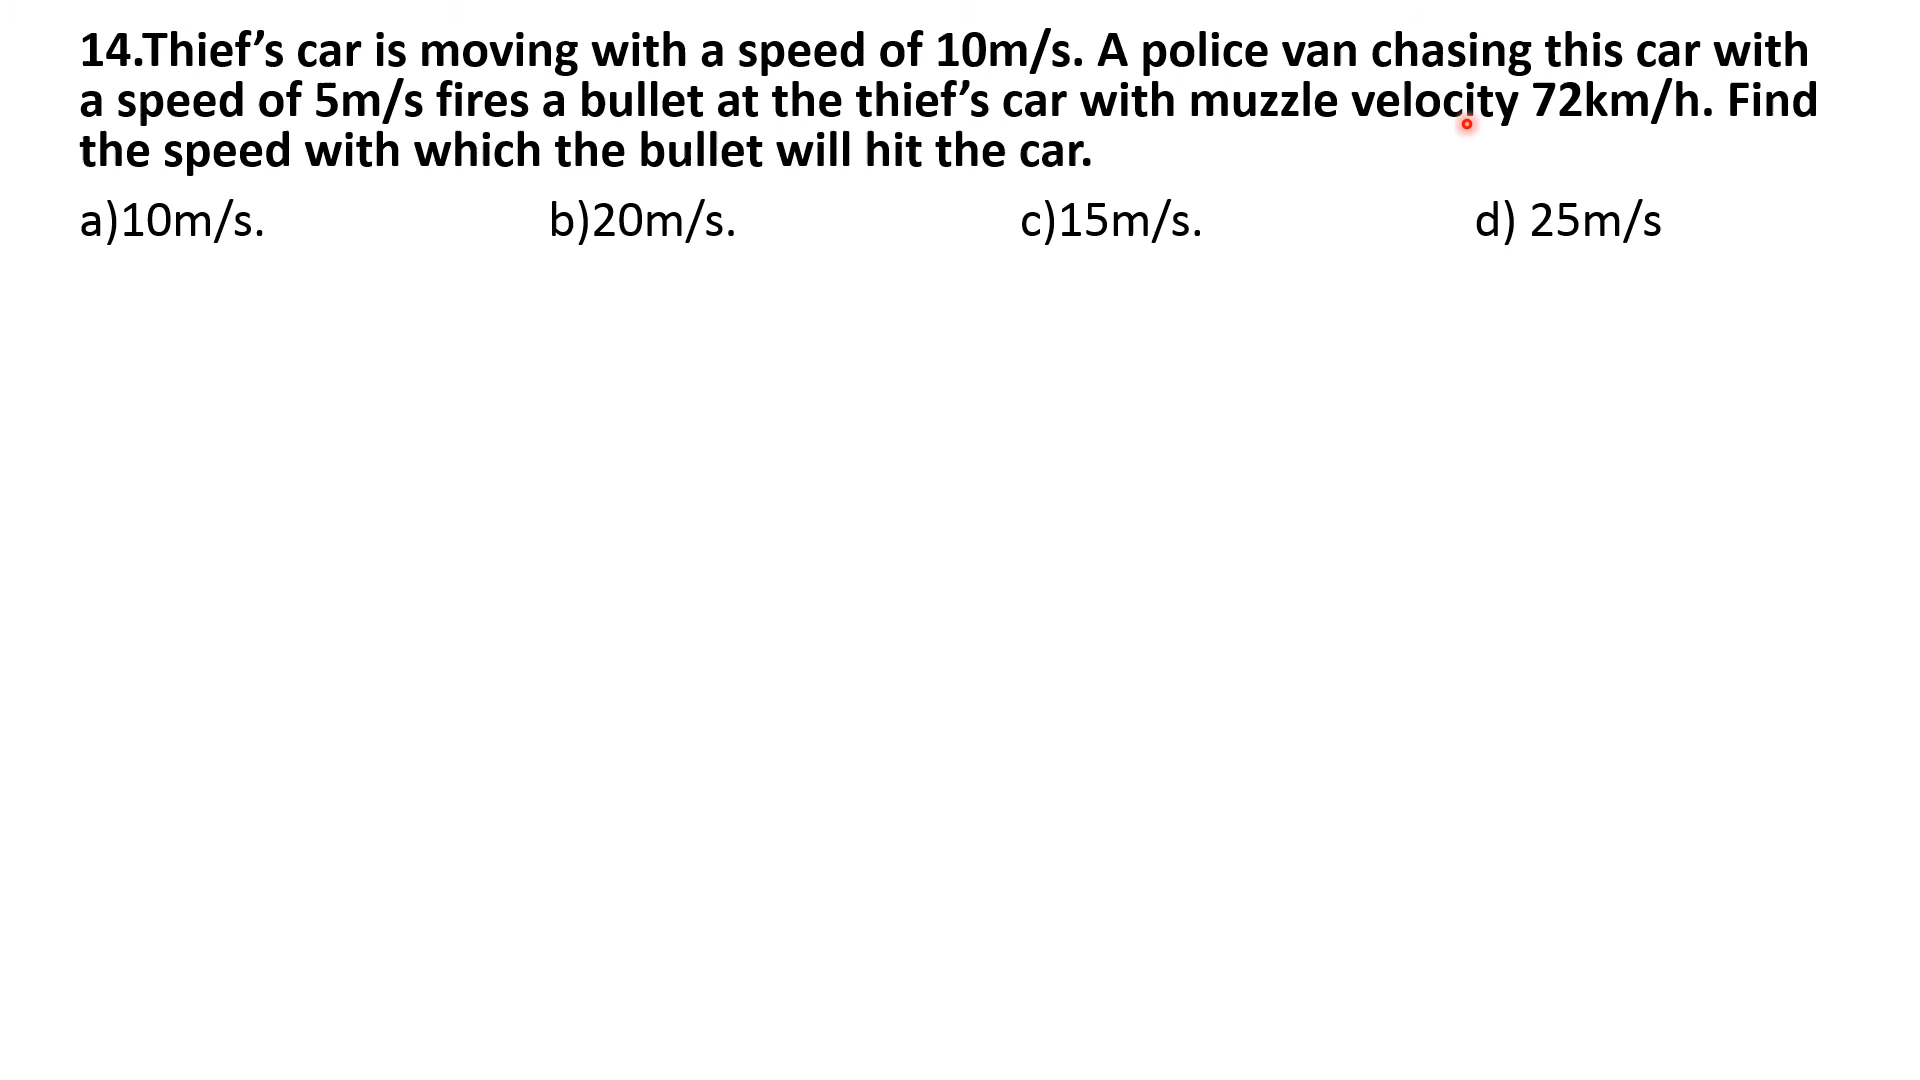 14.Thief’s car is moving with a speed of 10m/s. A police van chasing this car with
a speed of 5m/s fires a bullet at the thief’s car with muzzle velocity 72km/h. Find
the speed with which the bullet will hit the car.
a)10m/s. b)20m/s. c)15m/s. d) 25m/s